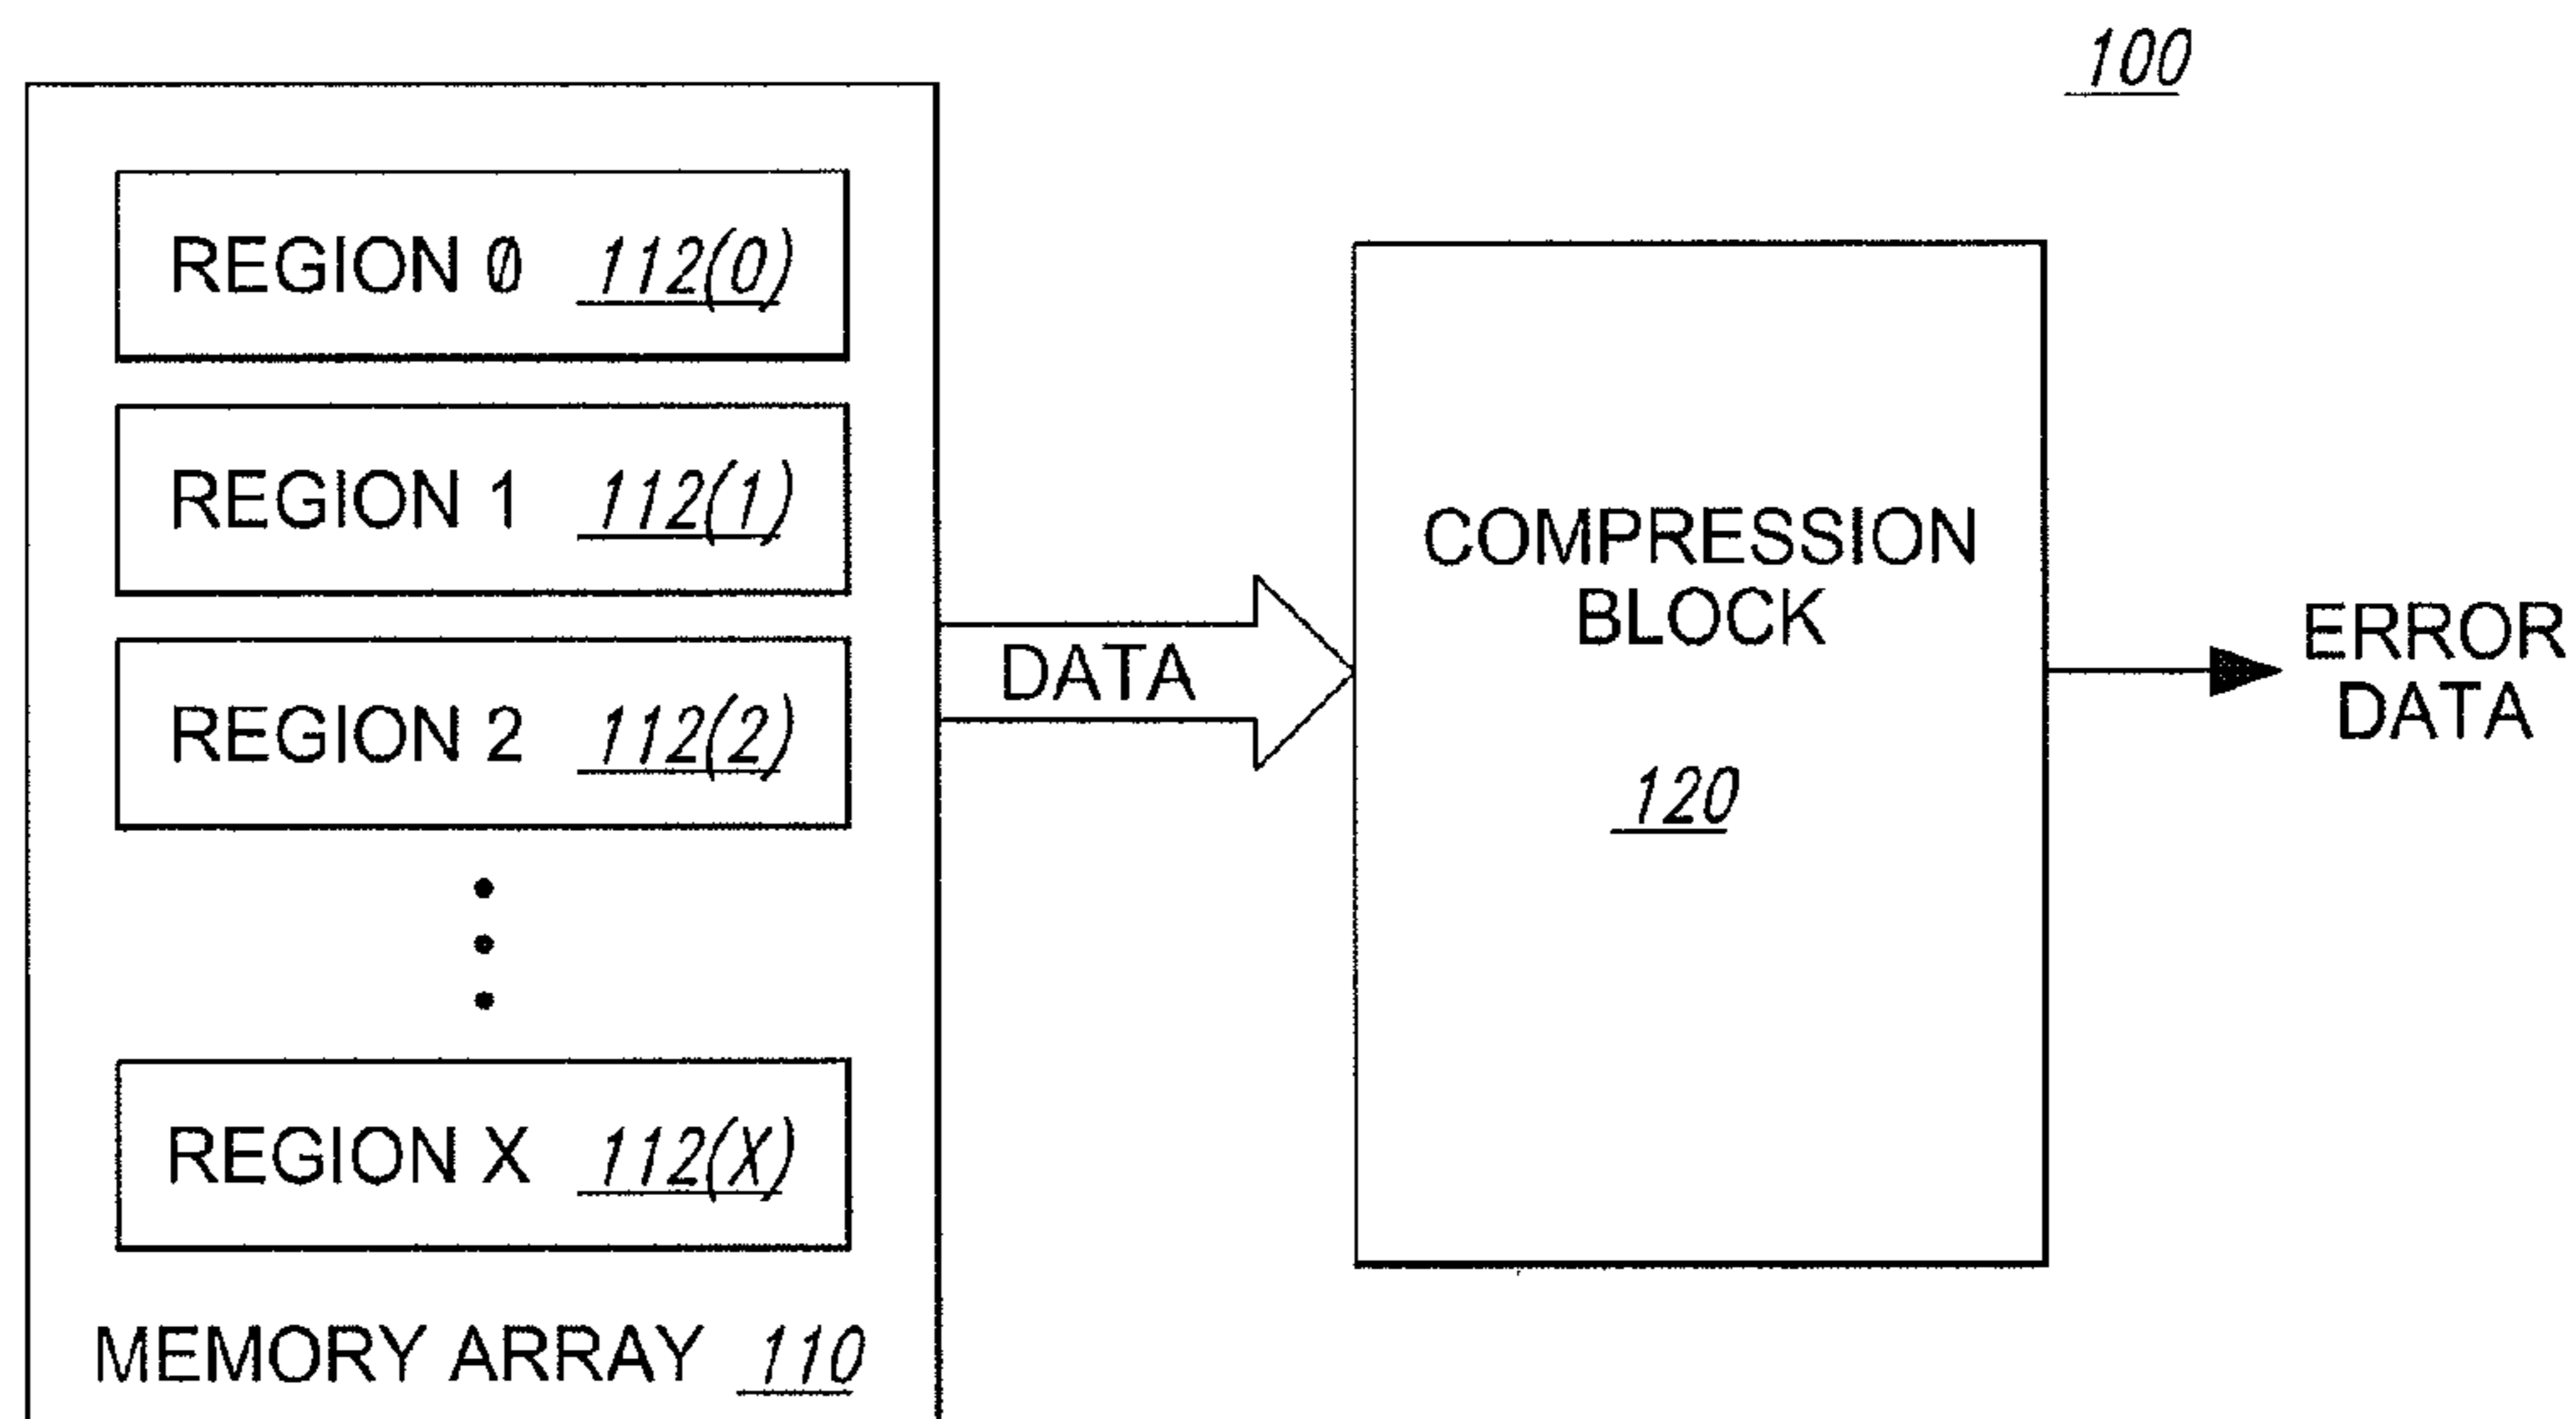 100
REGION 0 112(0)
REGION 1 112(1)
REGION 2 112(2)
REGION X 112(X)
MEMORY ARRAY 110
DATA
COMPRESSION
BLOCK
120
ERROR
DATA